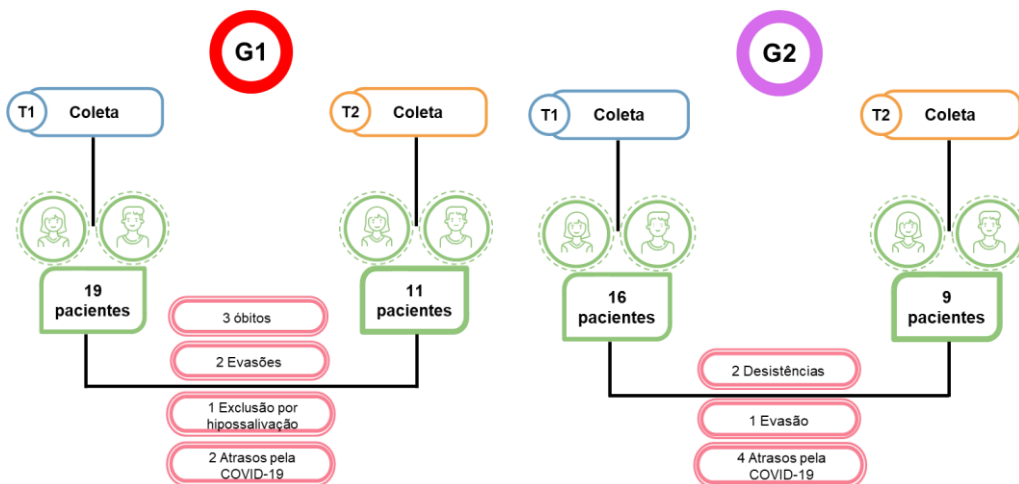 G1
T1
Coleta
T2
Coleta
19
pacientes
11
pacientes
3 óbitos
2 Evasões
1 Exclusão por
hipossalivação
2 Atrasos pela
COVID-19
G2
T1
Coleta
T2
Coleta
16
pacientes
9
pacientes
2 Desistências
1 Evasão
4 Atrasos pela
COVID-19